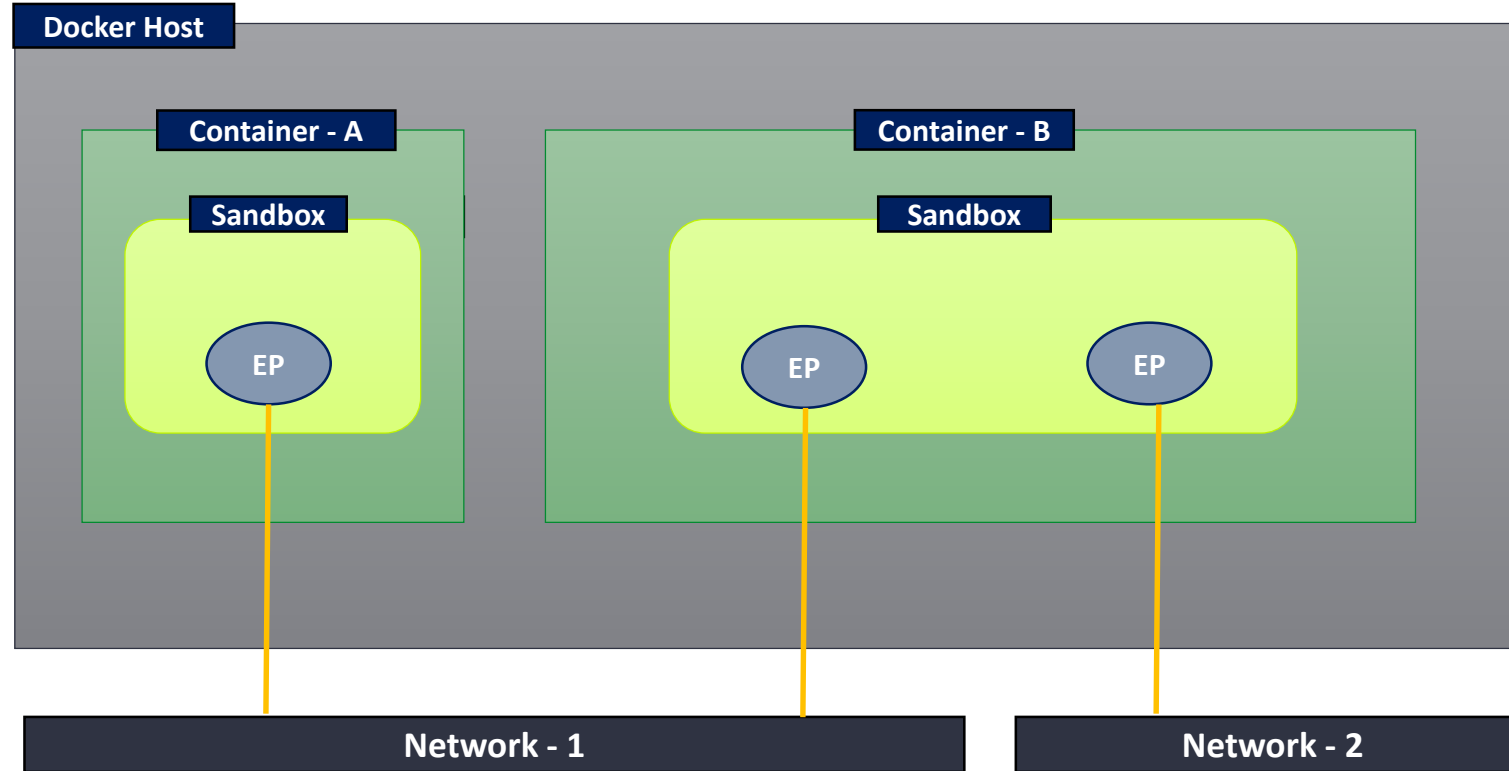 Docker Host
Container - A
Container - B
Sandbox
Sandbox
EP
EP
EP
Network - 1
Network - 2